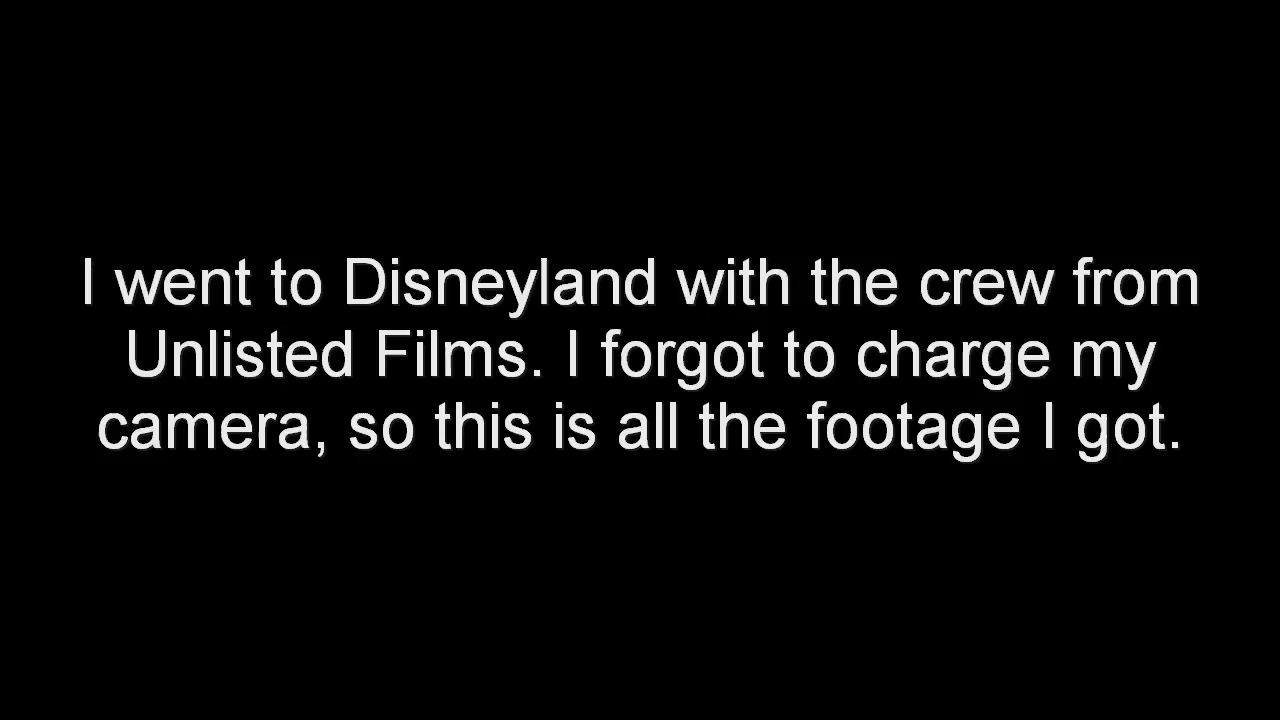 I went to Disneyland with the crew from
Unlisted Films. I forgot to charge my
camera, so this is all the footage I got.